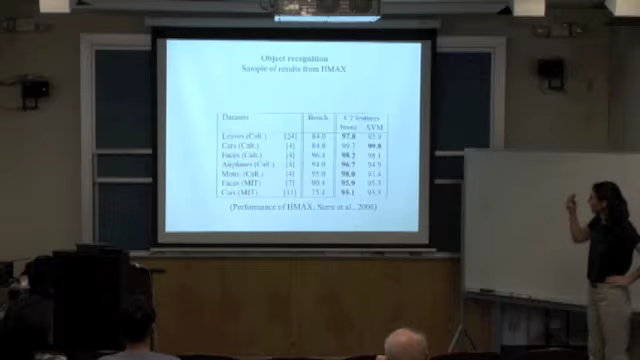 Object recognition
Sample of results from HMAX
Datasets Bench C2 features
boost SVM
Leaves (Calt.) [24] 84.0 97.0 95.9
Cars (Calt.) [4] 84.8 99.7 99.8
Faces (Calt.) [4] 96.4 98.2 98.1
Airplanes (Calt.) [4] 94.0 96.7 94.9
Moto. (Calt.) [4] 95.0 98.0 97.4
Faces (MIT) [7] 90.4 95.9 95.3
Cars (MIT) [11] 75.4 95.1 93.3
(Performance of HMAX, Serre et al., 2006)